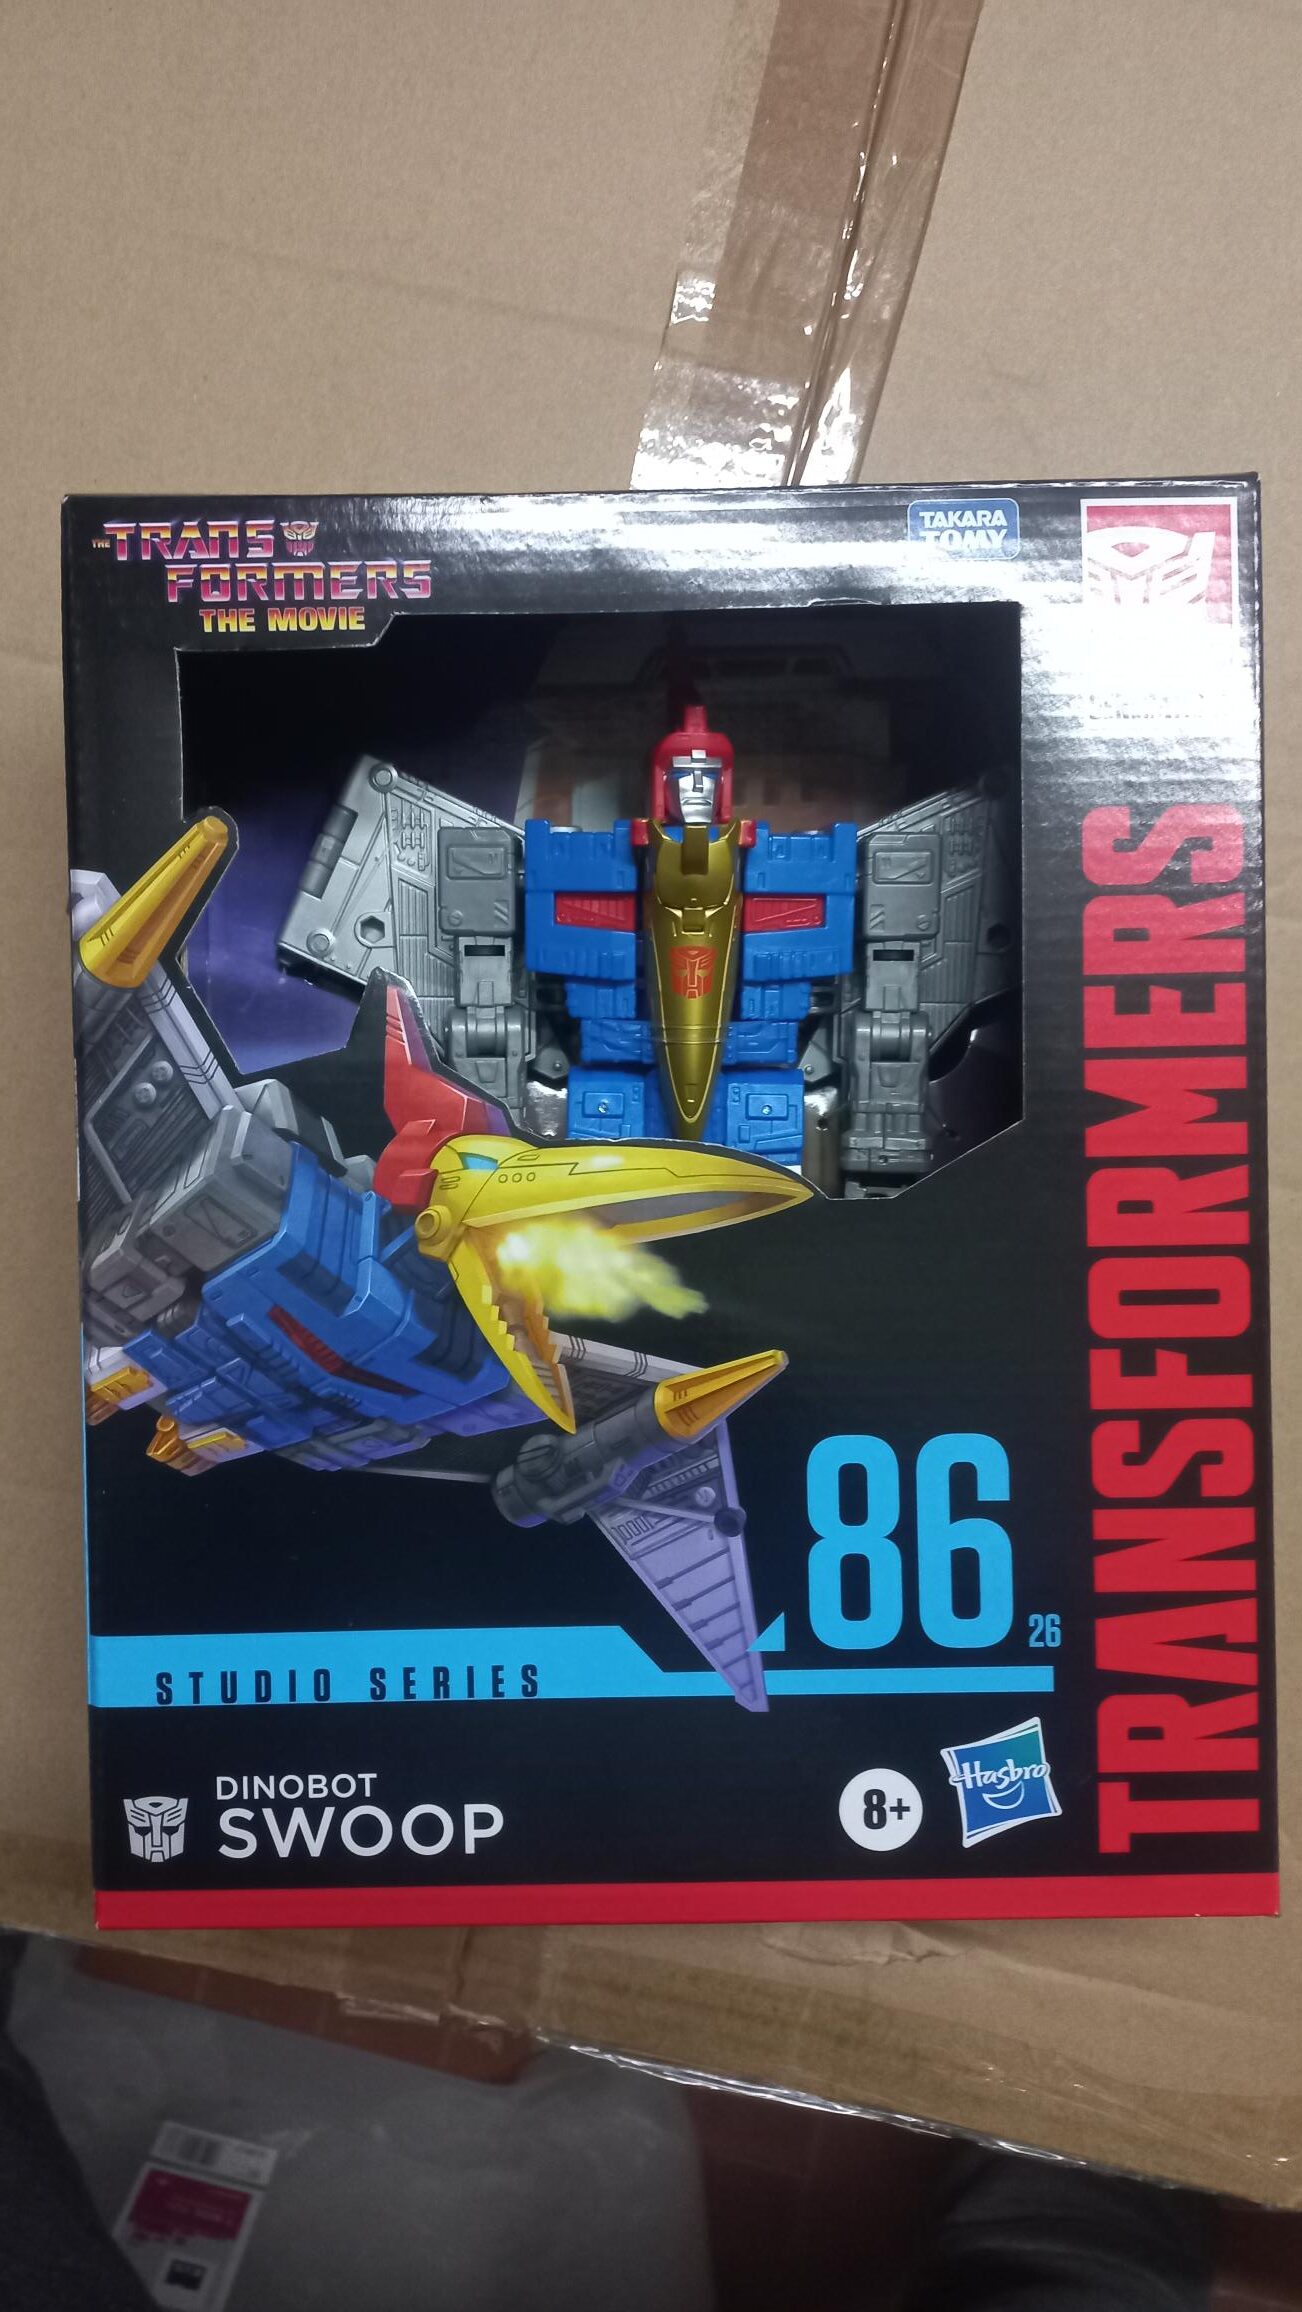 THE TRANS
FORMERS
THE MOVIE
TAKARA
TOMY
TRANSFORMERS
86
26
STUDIO SERIES
DINOBOT
SWOOP
8+
Hasbro